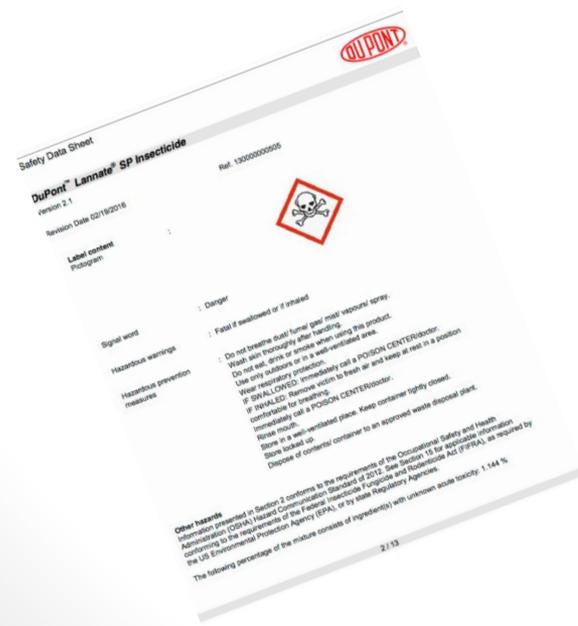 DUPONT
Safety Data Sheet
DuPont™ Lannate® SP Insecticide
Version 2.1
Revision Date 02/19/2016
Ref. 130000000505
Label content
Pictogram :
Signal word : Danger
Hazardous warnings : Fatal if swallowed or if inhaled
Hazardous prevention measures : Do not breathe dust/ fume/ gas/ mist/ vapours/ spray.
Wash skin thoroughly after handling.
Do not eat, drink or smoke when using this product.
Use only outdoors or in a well-ventilated area.
Wear respiratory protection.
IF SWALLOWED: Immediately call a POISON CENTER/doctor.
IF INHALED: Remove victim to fresh air and keep at rest in a position
comfortable for breathing.
Immediately call a POISON CENTER/doctor.
Rinse mouth.
Store in a well-ventilated place. Keep container tightly closed.
Store locked up.
Dispose of contents/ container to an approved waste disposal plant.
Other hazards
Information presented in Section 2 conforms to the requirements of the Occupational Safety and Health
Administration (OSHA) Hazard Communication Standard of 2012. See Section 15 for applicable information
conforming to the requirements of the Federal Insecticide Fungicide and Rodenticide Act (FIFRA), as required by
the US Environmental Protection Agency (EPA), or by state Regulatory Agencies.
The following percentage of the mixture consists of ingredient(s) with unknown acute toxicity: 1.144 %
2 / 13